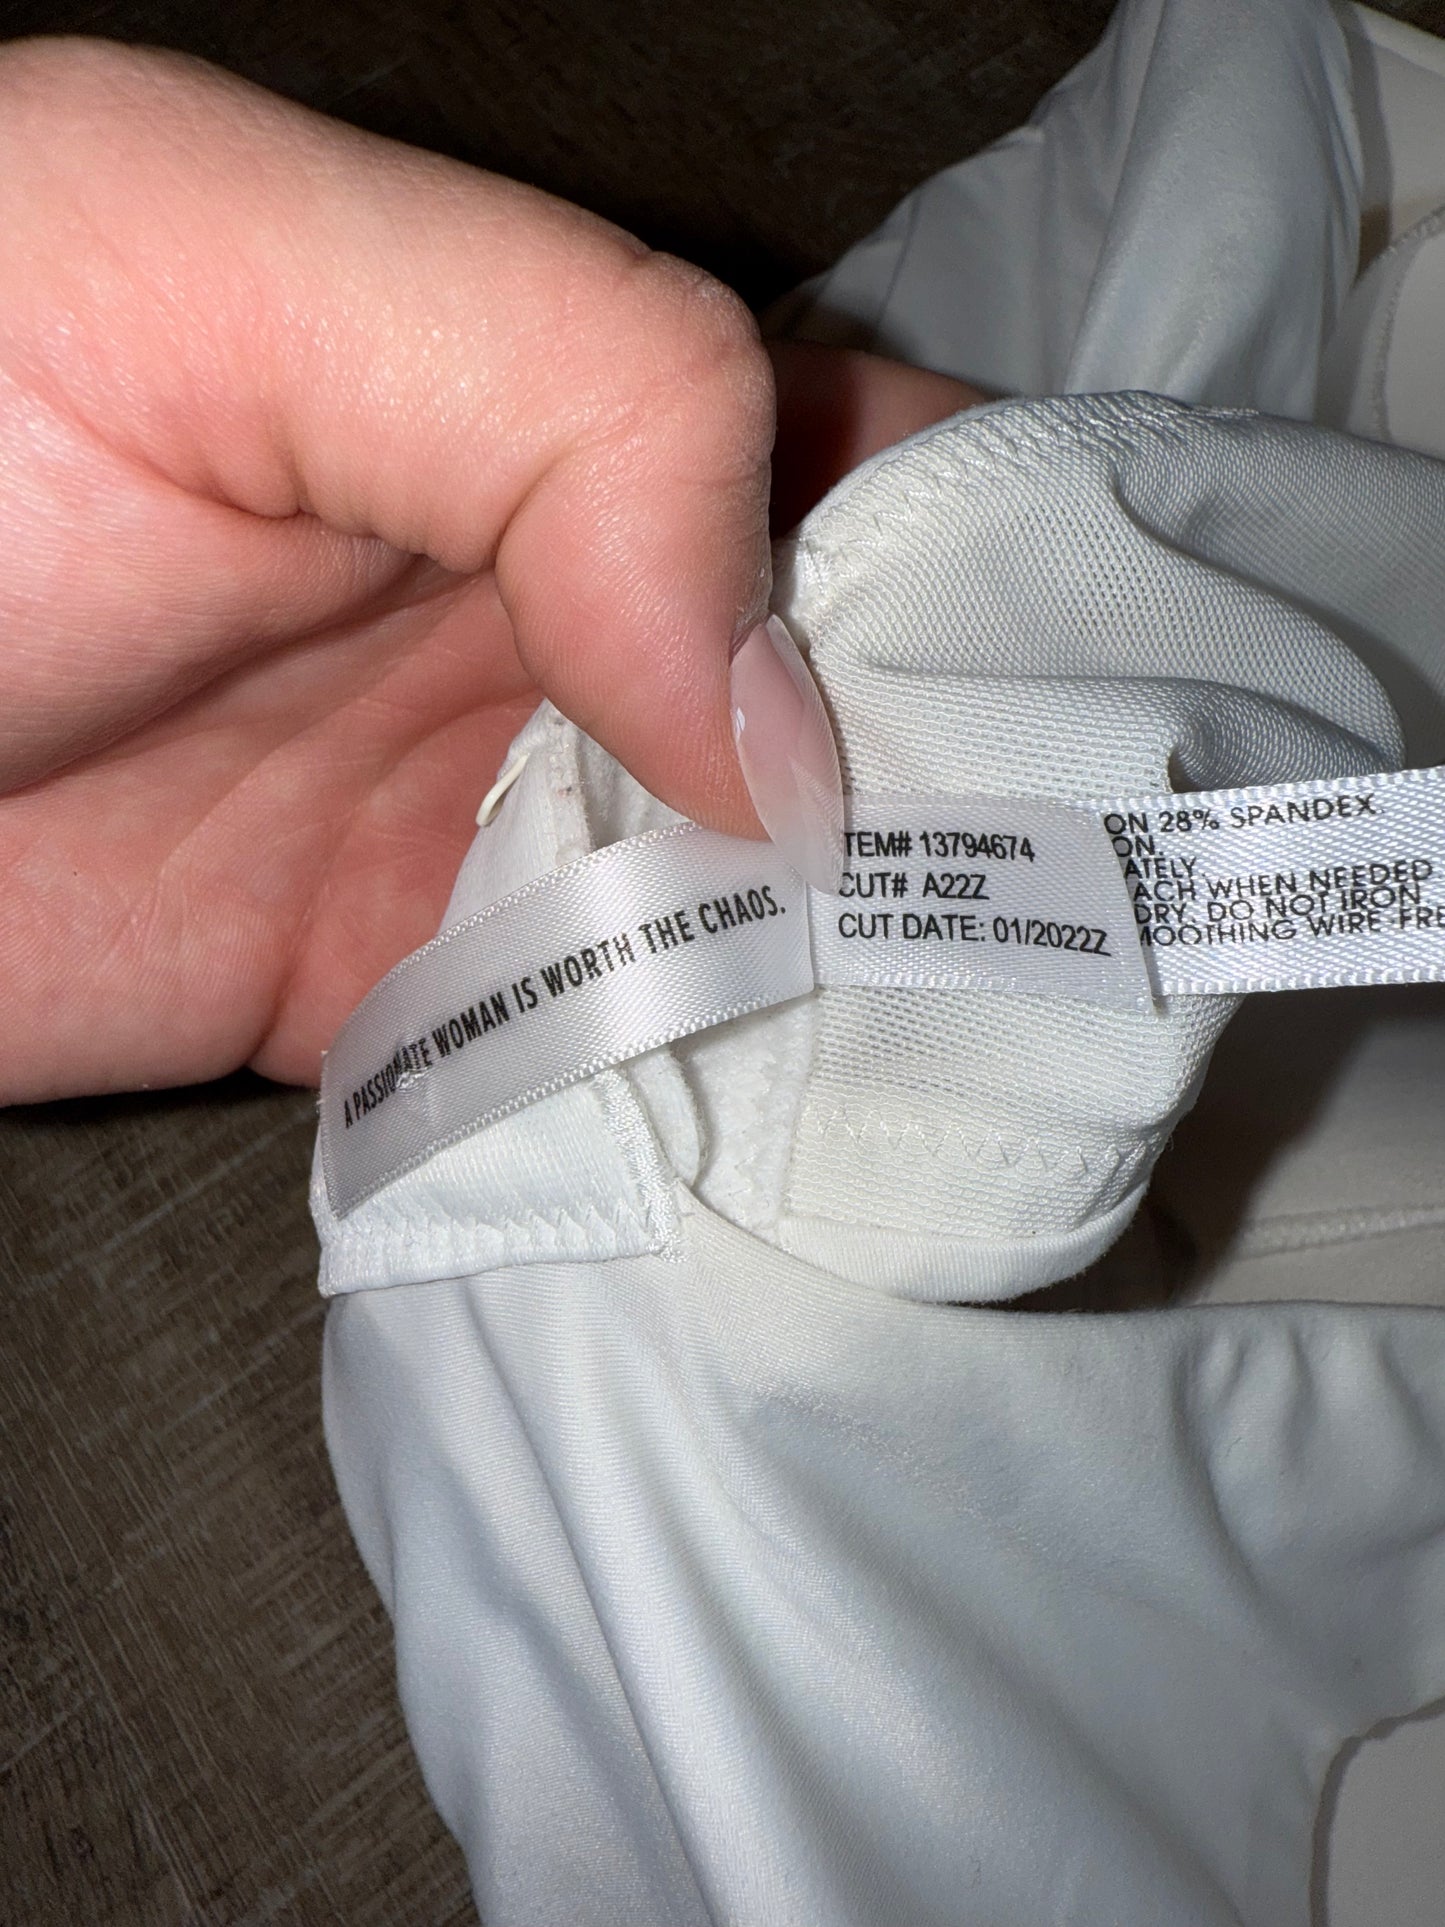 A PASSIONATE WOMAN IS WORTH THE CHAOS.
TEM# 13794674
CUT# A22Z
CUT DATE: 01/2022Z
ON 28% SPANDEX
ON.
ATELY
ACH WHEN NEEDED
DRY. DO NOT IRON
MOOTHING WIRE FRE